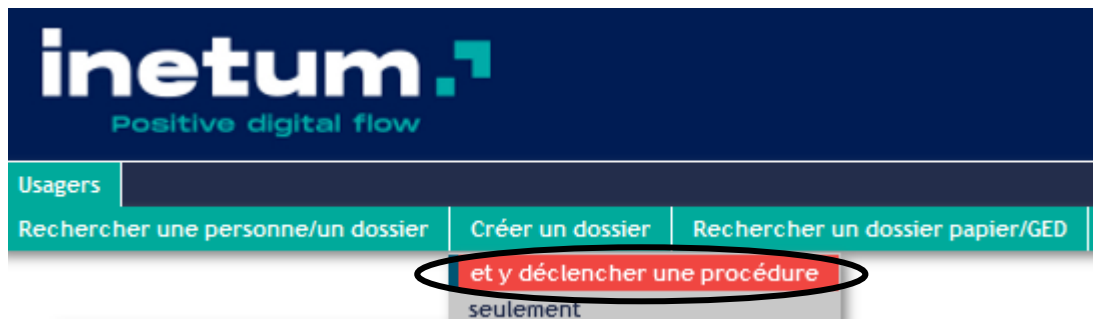 inetum
Positive digital flow
Usagers
Rechercher une personne/un dossier Créer un dossier Rechercher un dossier papier/GED
et y déclencher une procédure
seulement